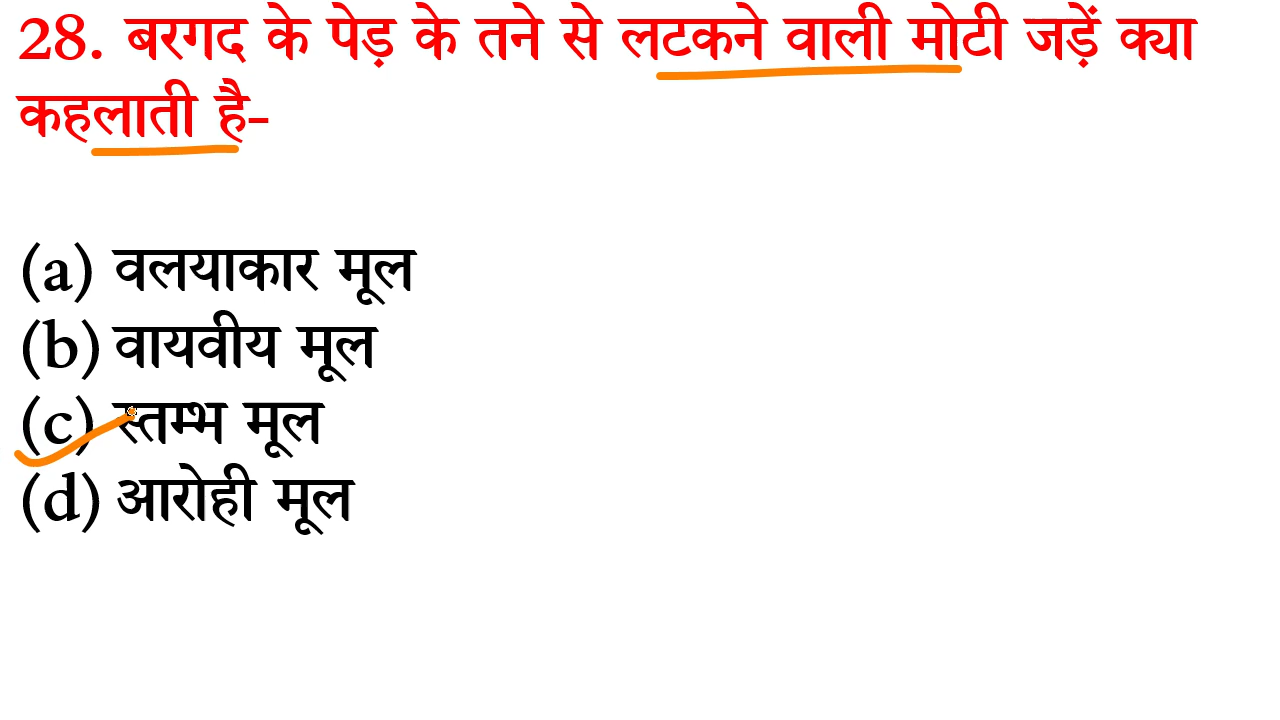 28. बरगद के पेड़ के तने से लटकने वाली मोटी जड़ें क्या
कहलाती है-
(a) वलयाकार मूल
(b) वायवीय मूल
(c) स्तम्भ मूल
(d) आरोही मूल